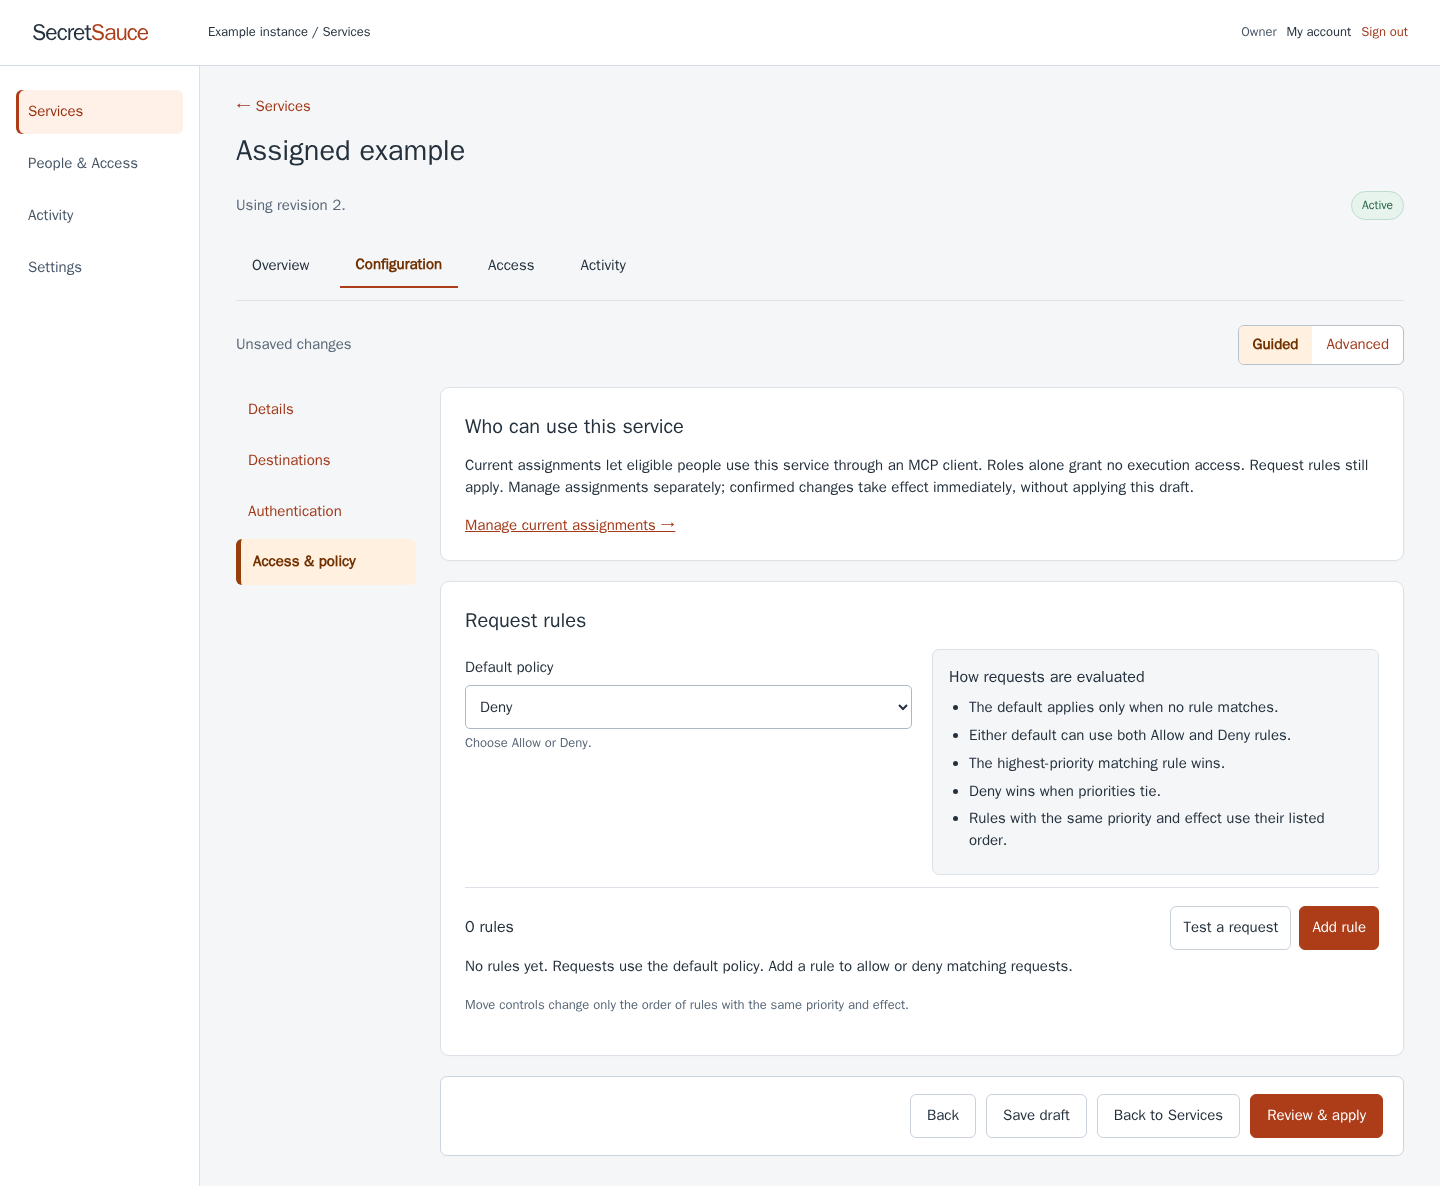 SecretSauce
Example instance / Services
Owner My account Sign out
Services
People & Access
Activity
Settings
← Services
Assigned example
Using revision 2.
Active
Overview Configuration Access Activity
Unsaved changes
Guided Advanced
Details
Destinations
Authentication
Access & policy
Who can use this service
Current assignments let eligible people use this service through an MCP client. Roles alone grant no execution access. Request rules still
apply. Manage assignments separately; confirmed changes take effect immediately, without applying this draft.
Manage current assignments →
Request rules
Default policy
Deny
Choose Allow or Deny.
How requests are evaluated
• The default applies only when no rule matches.
• Either default can use both Allow and Deny rules.
• The highest-priority matching rule wins.
• Deny wins when priorities tie.
• Rules with the same priority and effect use their listed
order.
0 rules
Test a request Add rule
No rules yet. Requests use the default policy. Add a rule to allow or deny matching requests.
Move controls change only the order of rules with the same priority and effect.
Back Save draft Back to Services Review & apply